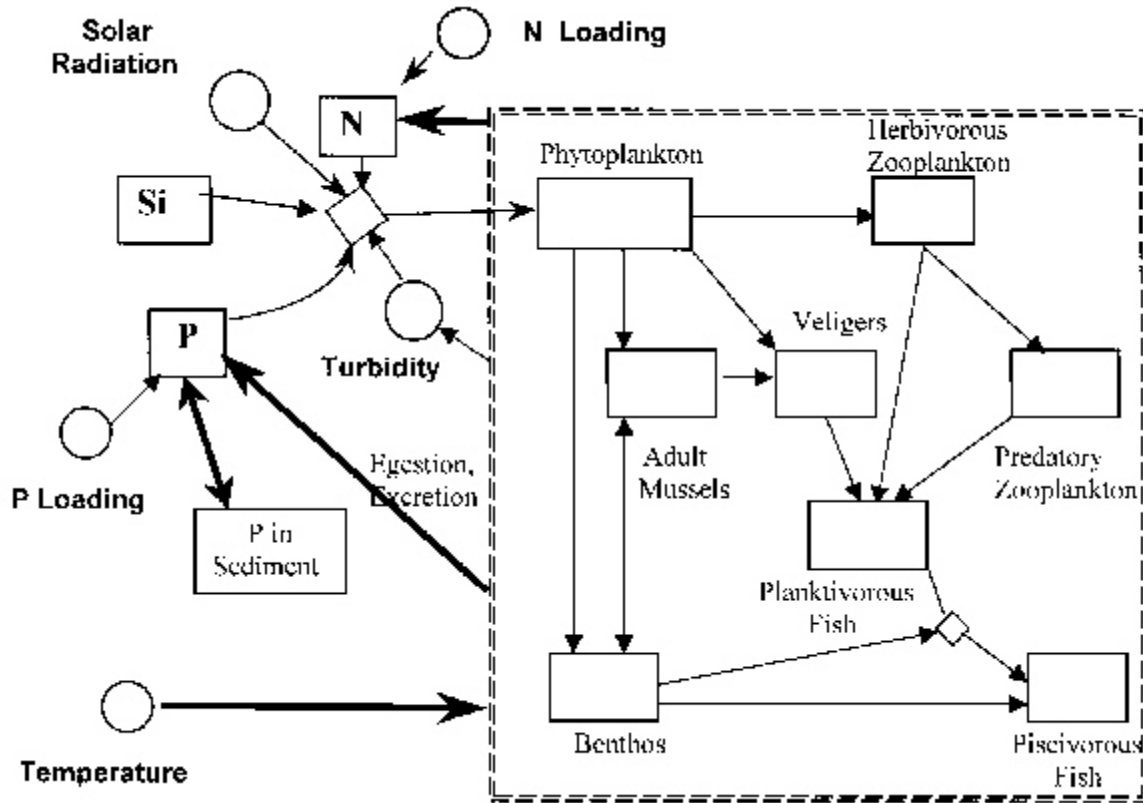 Solar
Radiation
N Loading
N
Si
P
Turbidity
P Loading
P in
Sediment
Egestion,
Excretion
Temperature
Phytoplankton
Herbivorous
Zooplankton
Veligers
Adult
Mussels
Predatory
Zooplankton
Planktivorous
Fish
Benthos
Piscivorous
Fish